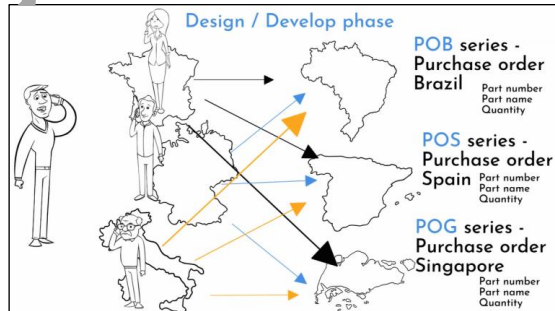 Design / Develop phase
POB series -
Purchase order
Brazil
Part number
Part name
Quantity
POS series -
Purchase order
Spain
Part number
Part name
Quantity
POG series -
Purchase order
Singapore
Part number
Part name
Quantity